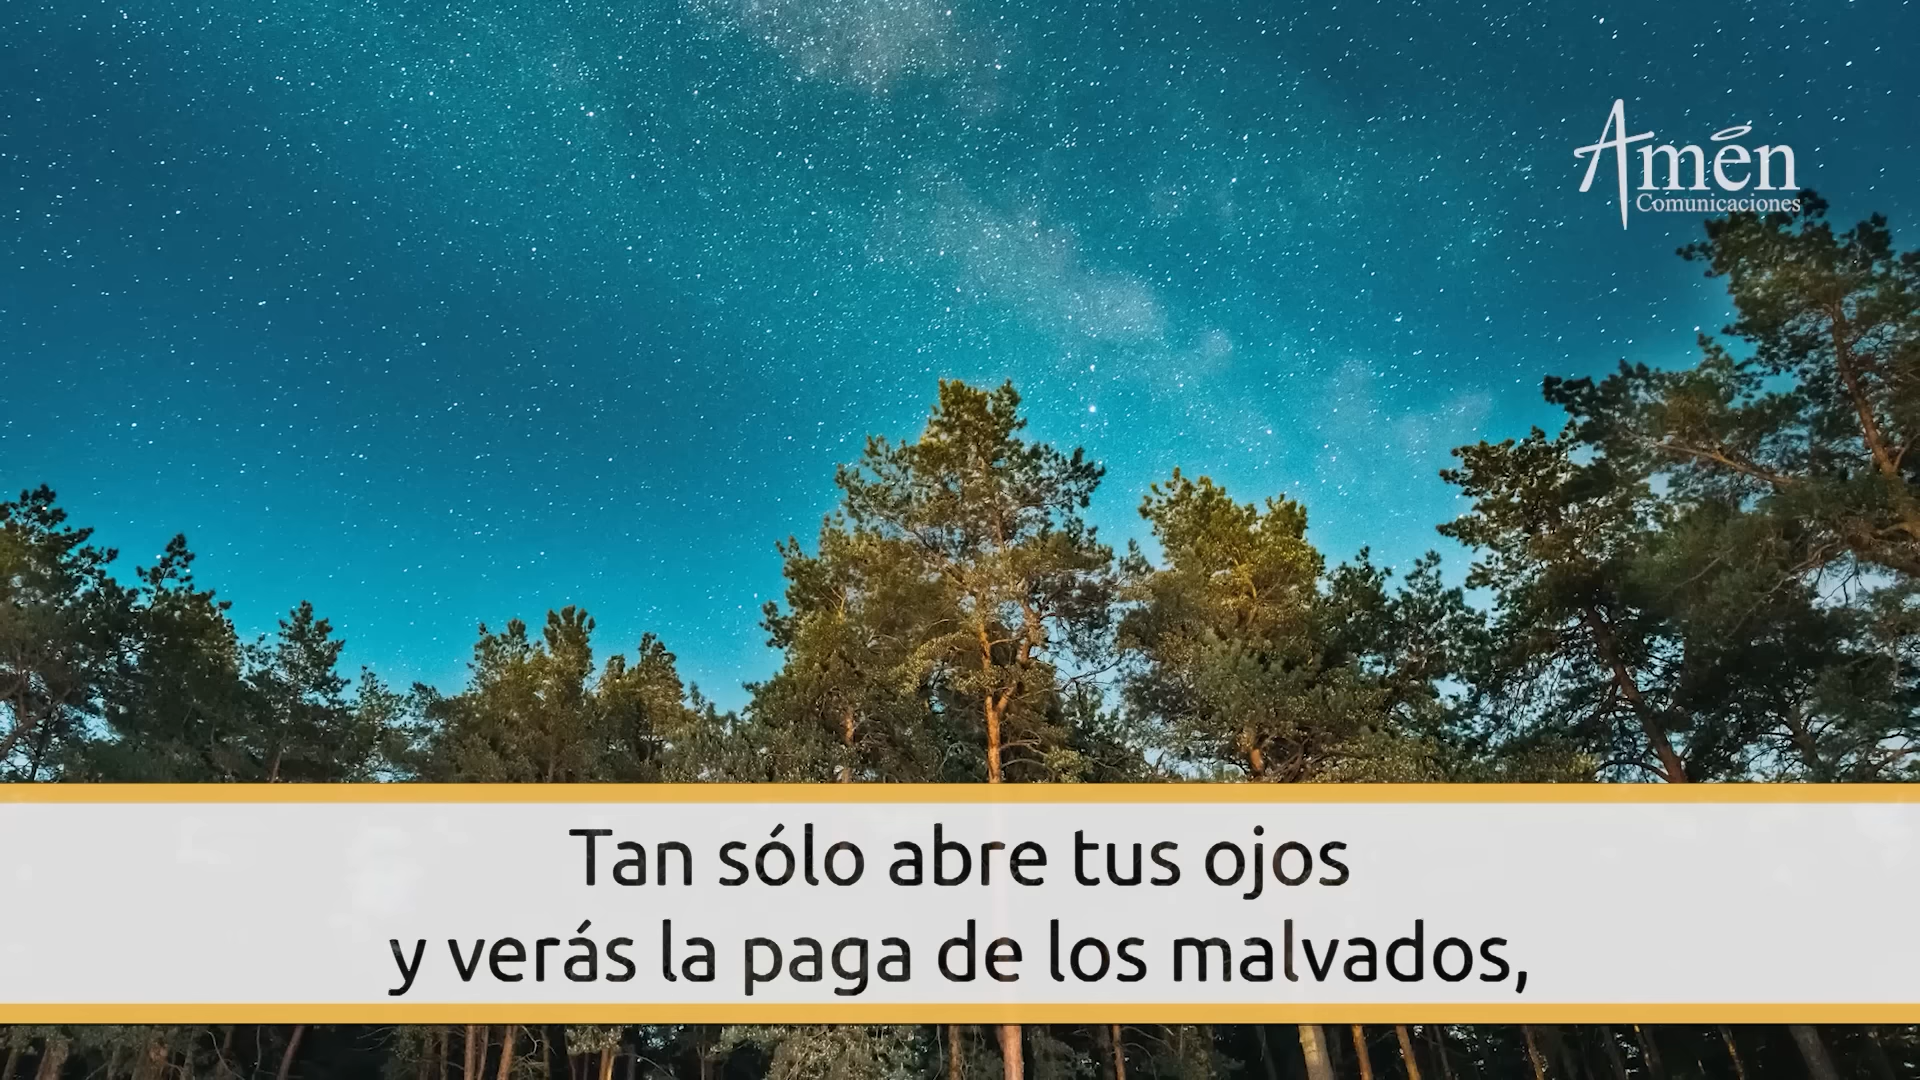 Amén
Comunicaciones
Tan sólo abre tus ojos
y verás la paga de los malvados,